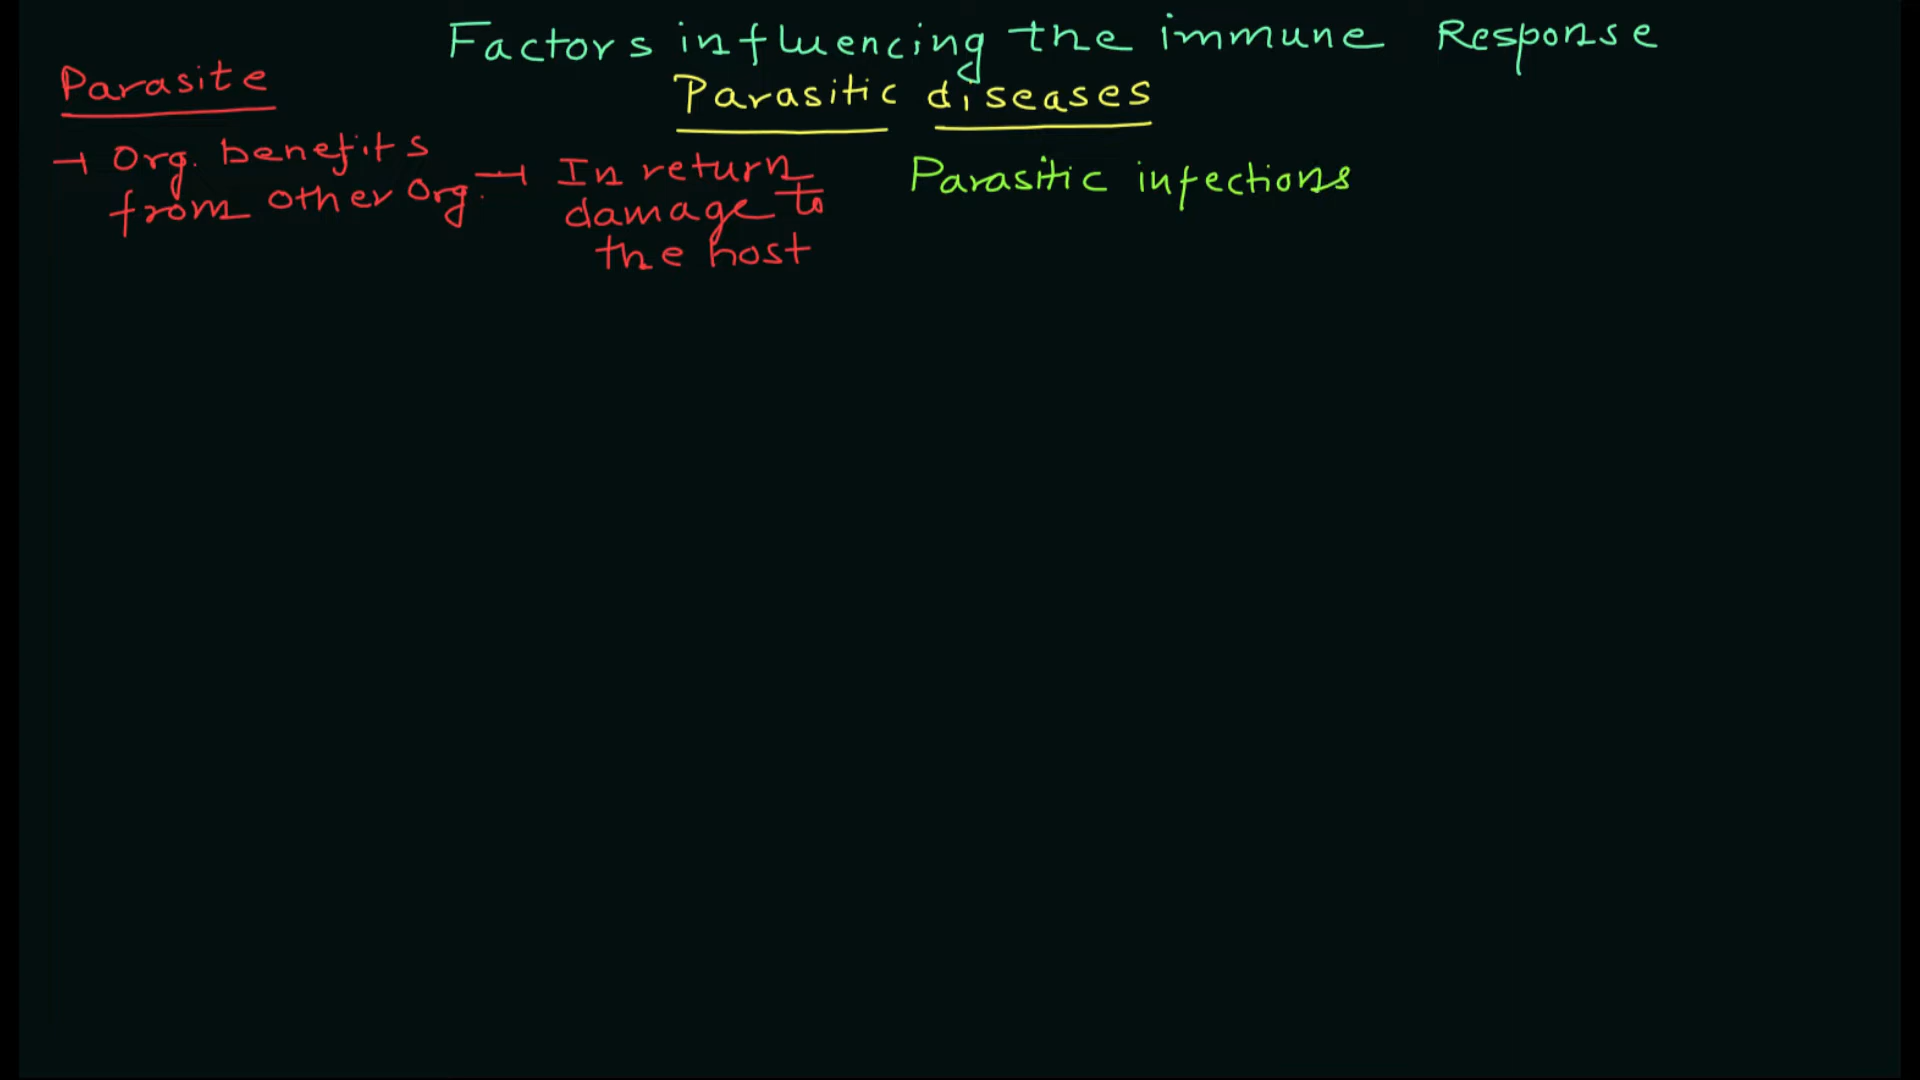 Factors influencing the immune Response
Parasitic diseases
Parasite
→ Org. benefits
from other org.
→ In return
damage to
the host
Parasitic infections